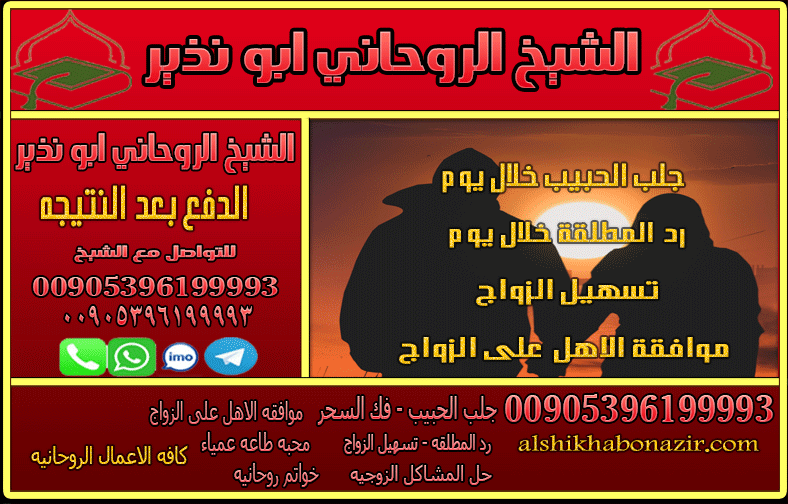 الشيخ الروحاني ابو نذير
الشيخ الروحاني ابو نذير
الدفع بعد النتيجه
للتواصل مع الشيخ
00905396199993
٠٠٩٠٥٣٩٦١٩٩٩٩٣
imo
جلب الحبيب خلال يوم
رد المطلقة خلال يوم
تسهيل الزواج
موافقة الاهل على الزواج
00905396199993 جلب الحبيب - فك السحر موافقه الاهل على الزواج
alshikhabonazir.com رد المطلقه - تسهيل الزواج محبه طاعه عمياء كافه الاعمال الروحانيه
حل المشاكل الزوجيه خواتم روحانيه